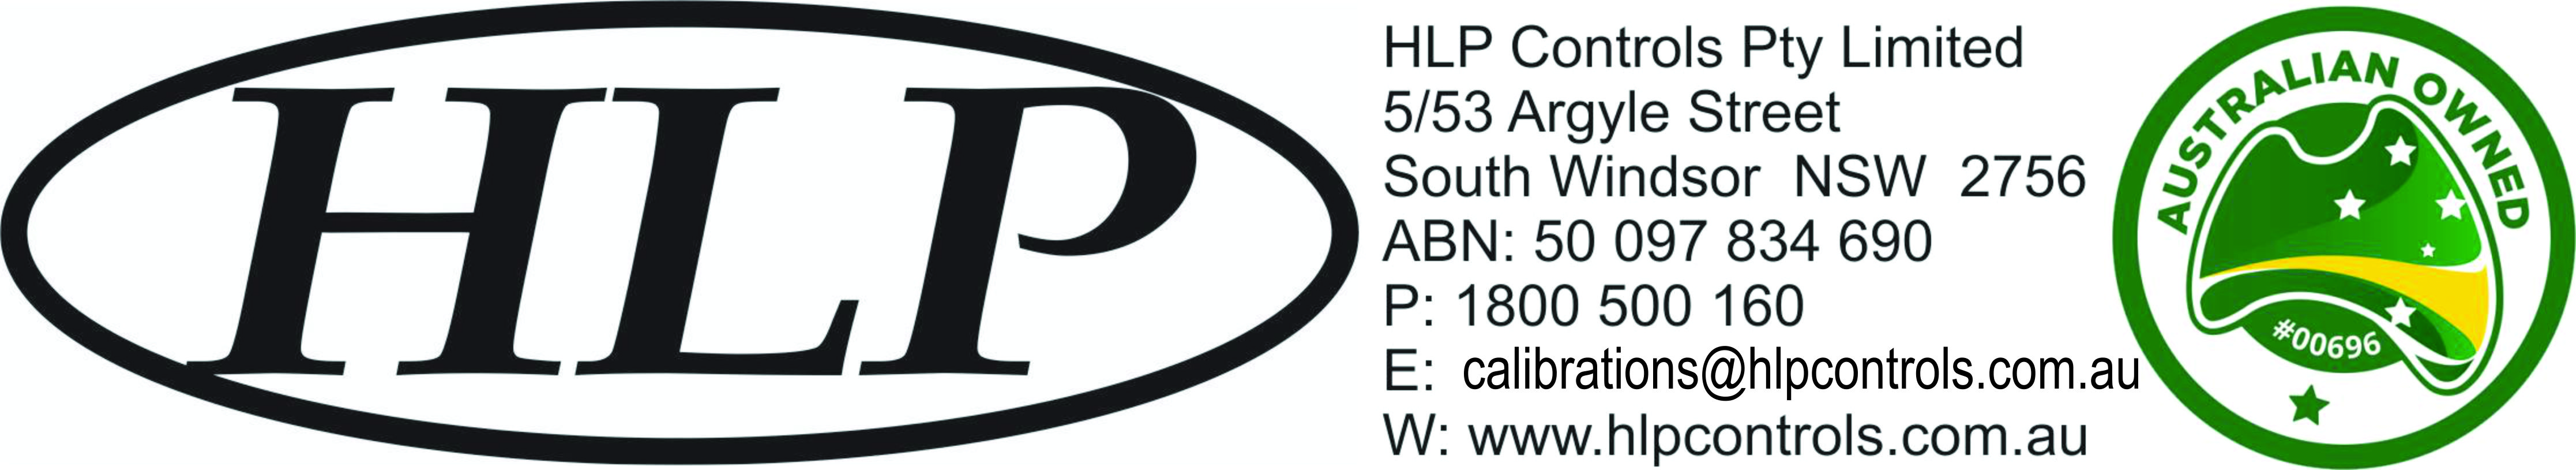 HLP
HLP Controls Pty Limited
5/53 Argyle Street
South Windsor NSW 2756
ABN: 50 097 834 690
P: 1800 500 160
E: calibrations@hlpcontrols.com.au
W: www.hlpcontrols.com.au
AUSTRALIAN OWNED
#00696